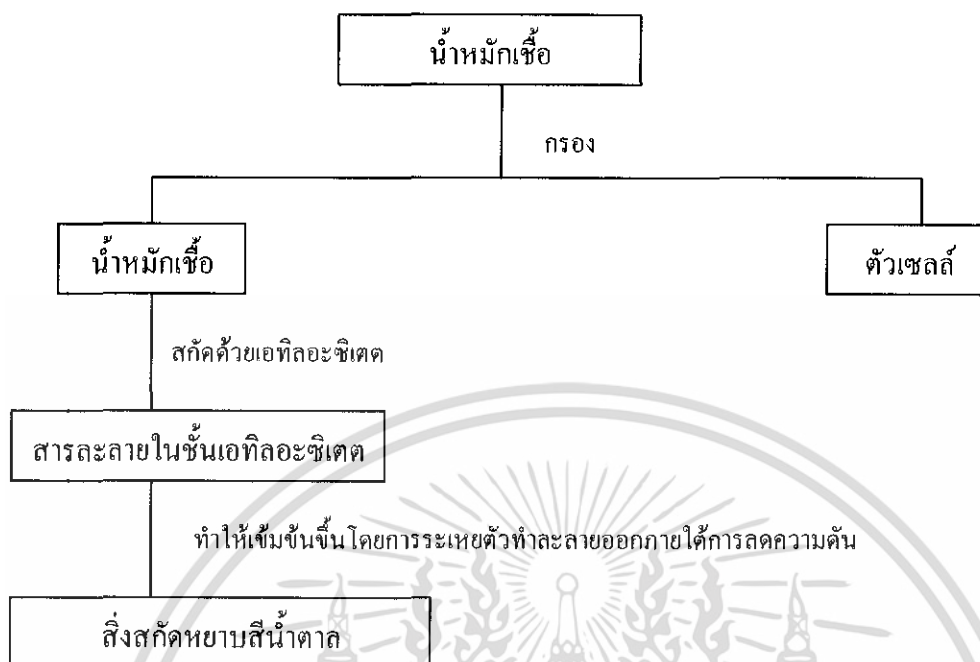 น้ำหมักเชื้อ
กรอง
น้ำหมักเชื้อ
ตัวเซลล์
สกัดด้วยเอทิลอะซิเตต
สารละลายในชั้นเอทิลอะซิเตต
ทำให้เข้มข้นขึ้นโดยการระเหยตัวทำละลายออกภายใต้การลดความดัน
สิ่งสกัดหยาบสีน้ำตาล